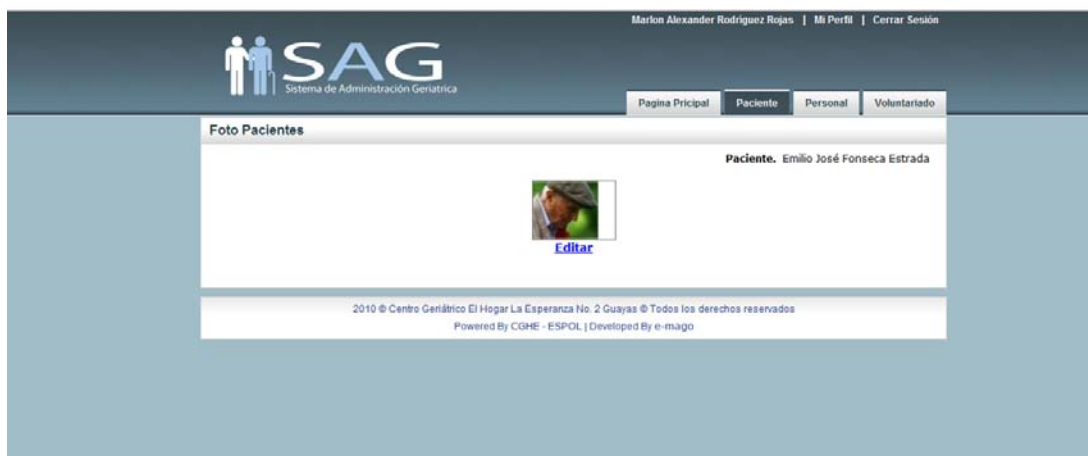 Marlon Alexander Rodriguez Rojas | Mi Perfil | Cerrar Sesión
SAG
Sistema de Administración Geriatrica
Pagina Pricipal Paciente Personal Voluntariado
Foto Pacientes
Paciente. Emilio José Fonseca Estrada
Editar
2010 © Centro Geriátrico El Hogar La Esperanza No. 2 Guayas © Todos los derechos reservados
Powered By CGHE - ESPOL | Developed By e-mago